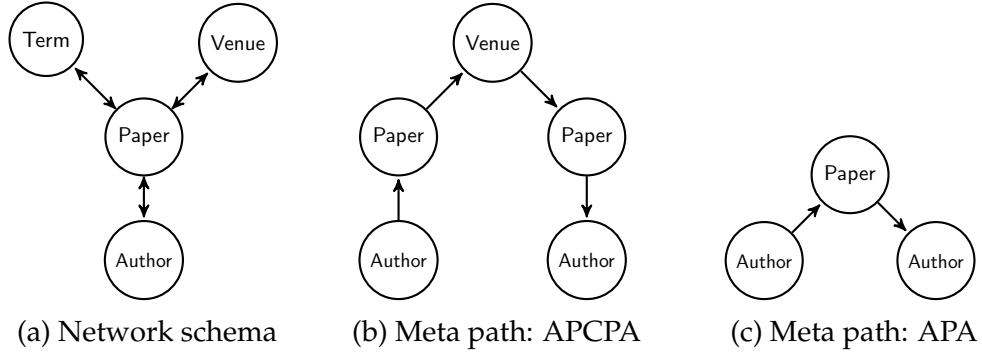 Term
Venue
Paper
Author
(a) Network schema
Venue
Paper
Paper
Author
Author
(b) Meta path: APCPA
Paper
Author
Author
(c) Meta path: APA